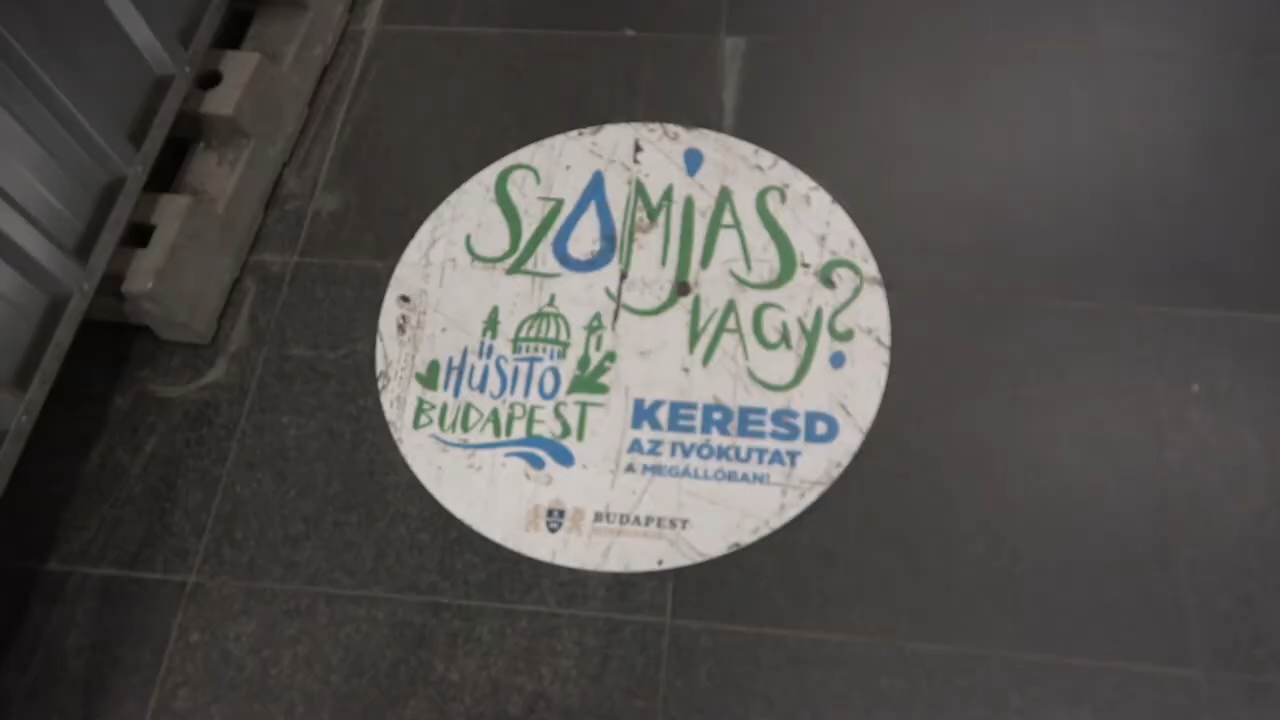 SZOMJAS
VAGY?
HŰSÍTŐ
BUDAPEST
KERESD
AZ IVÓKUTAT
A MEGÁLLÓBAN!
BUDAPEST